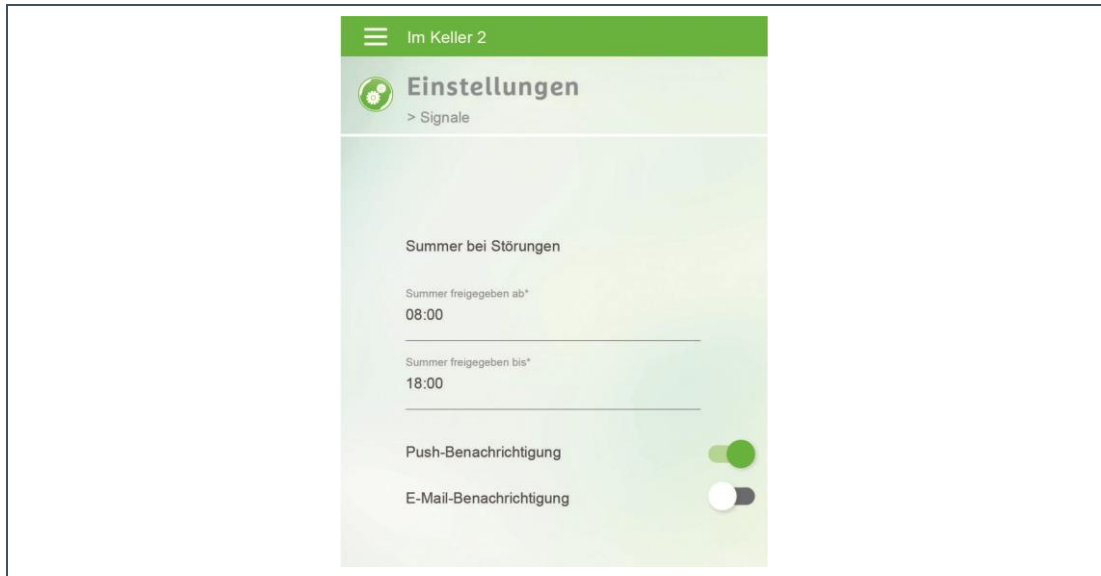 Im Keller 2
Einstellungen
> Signale
Summer bei Störungen
Summer freigegeben ab*
08:00
Summer freigegeben bis*
18:00
Push-Benachrichtigung
E-Mail-Benachrichtigung